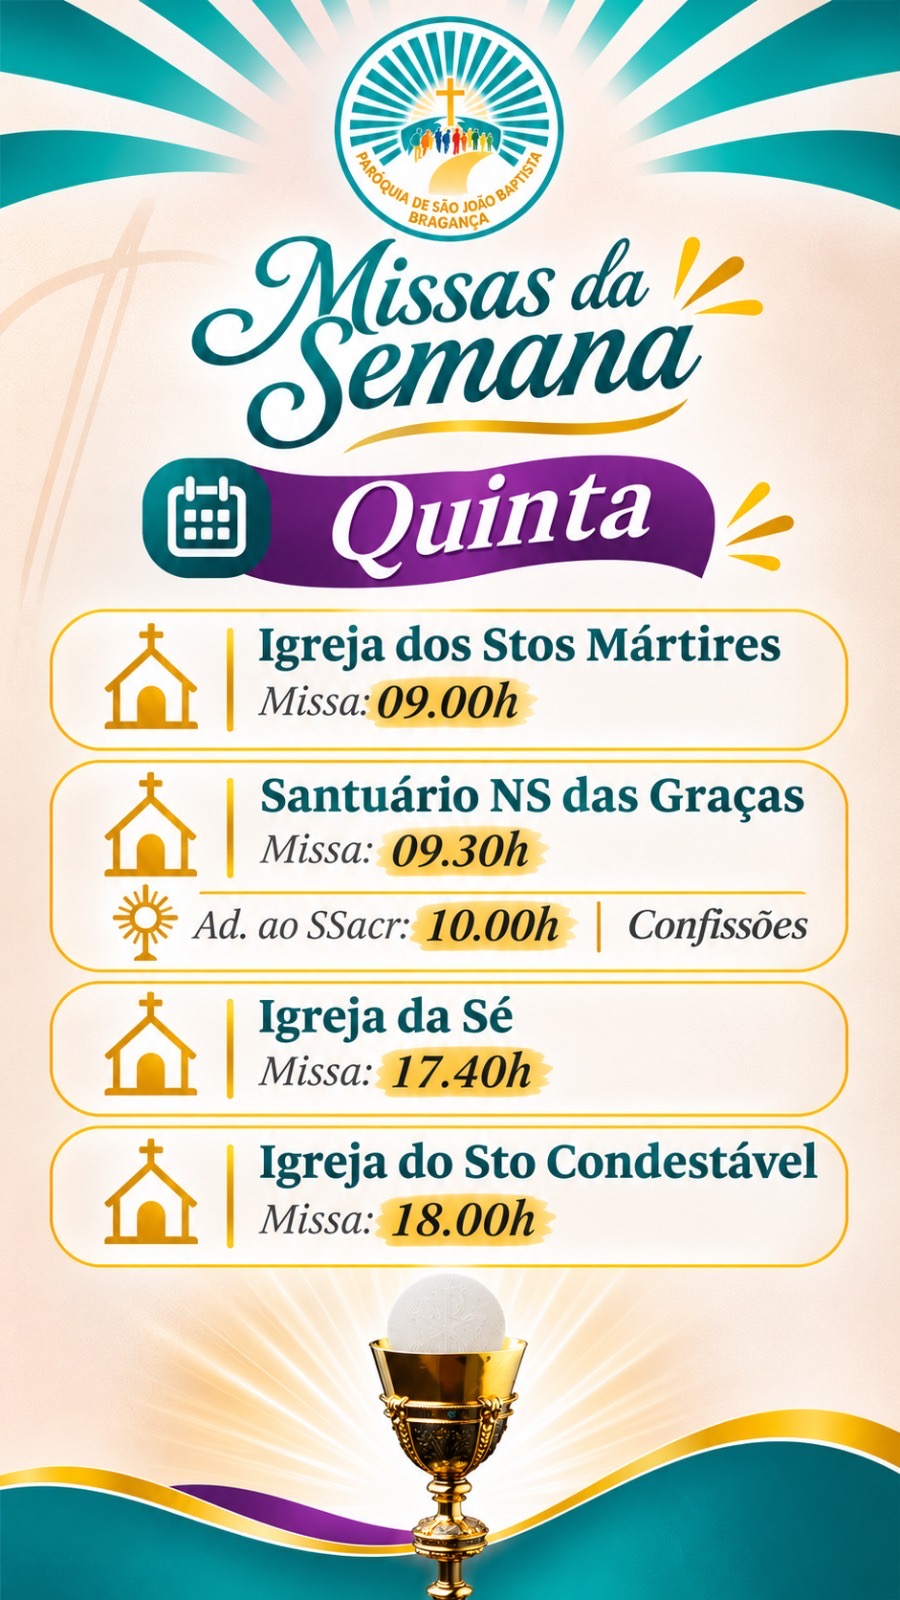 PARÓQUIA DE SÃO JOÃO BAPTISTA
BRAGANÇA
Missas da
Semana
Quinta
Igreja dos Stos Mártires
Missa: 09.00h
Santuário NS das Graças
Missa: 09.30h
Ad. ao SSacr: 10.00h | Confissões
Igreja da Sé
Missa: 17.40h
Igreja do Sto Condestável
Missa: 18.00h